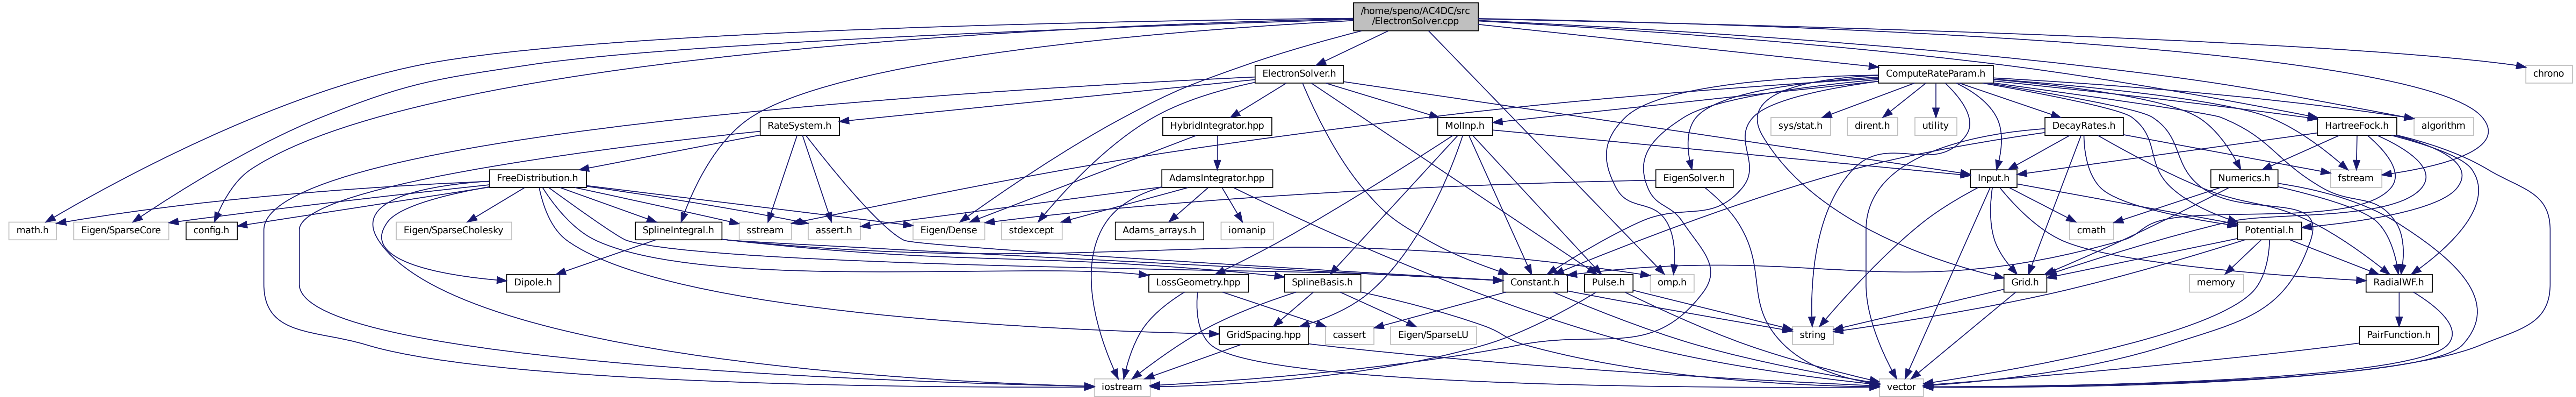 /home/speno/AC4DC/src
/ElectronSolver.cpp
ElectronSolver.h
ComputeRateParam.h
chrono
RateSystem.h
HybridIntegrator.hpp
MolInp.h
sys/stat.h
dirent.h
utility
DecayRates.h
HartreeFock.h
algorithm
FreeDistribution.h
AdamsIntegrator.hpp
EigenSolver.h
Input.h
Numerics.h
fstream
math.h
Eigen/SparseCore
config.h
Eigen/SparseCholesky
SplineIntegral.h
sstream
assert.h
Eigen/Dense
stdexcept
Adams_arrays.h
iomanip
cmath
Potential.h
Dipole.h
LossGeometry.hpp
SplineBasis.h
Constant.h
Pulse.h
omp.h
Grid.h
memory
RadialWF.h
GridSpacing.hpp
cassert
Eigen/SparseLU
string
PairFunction.h
iostream
vector